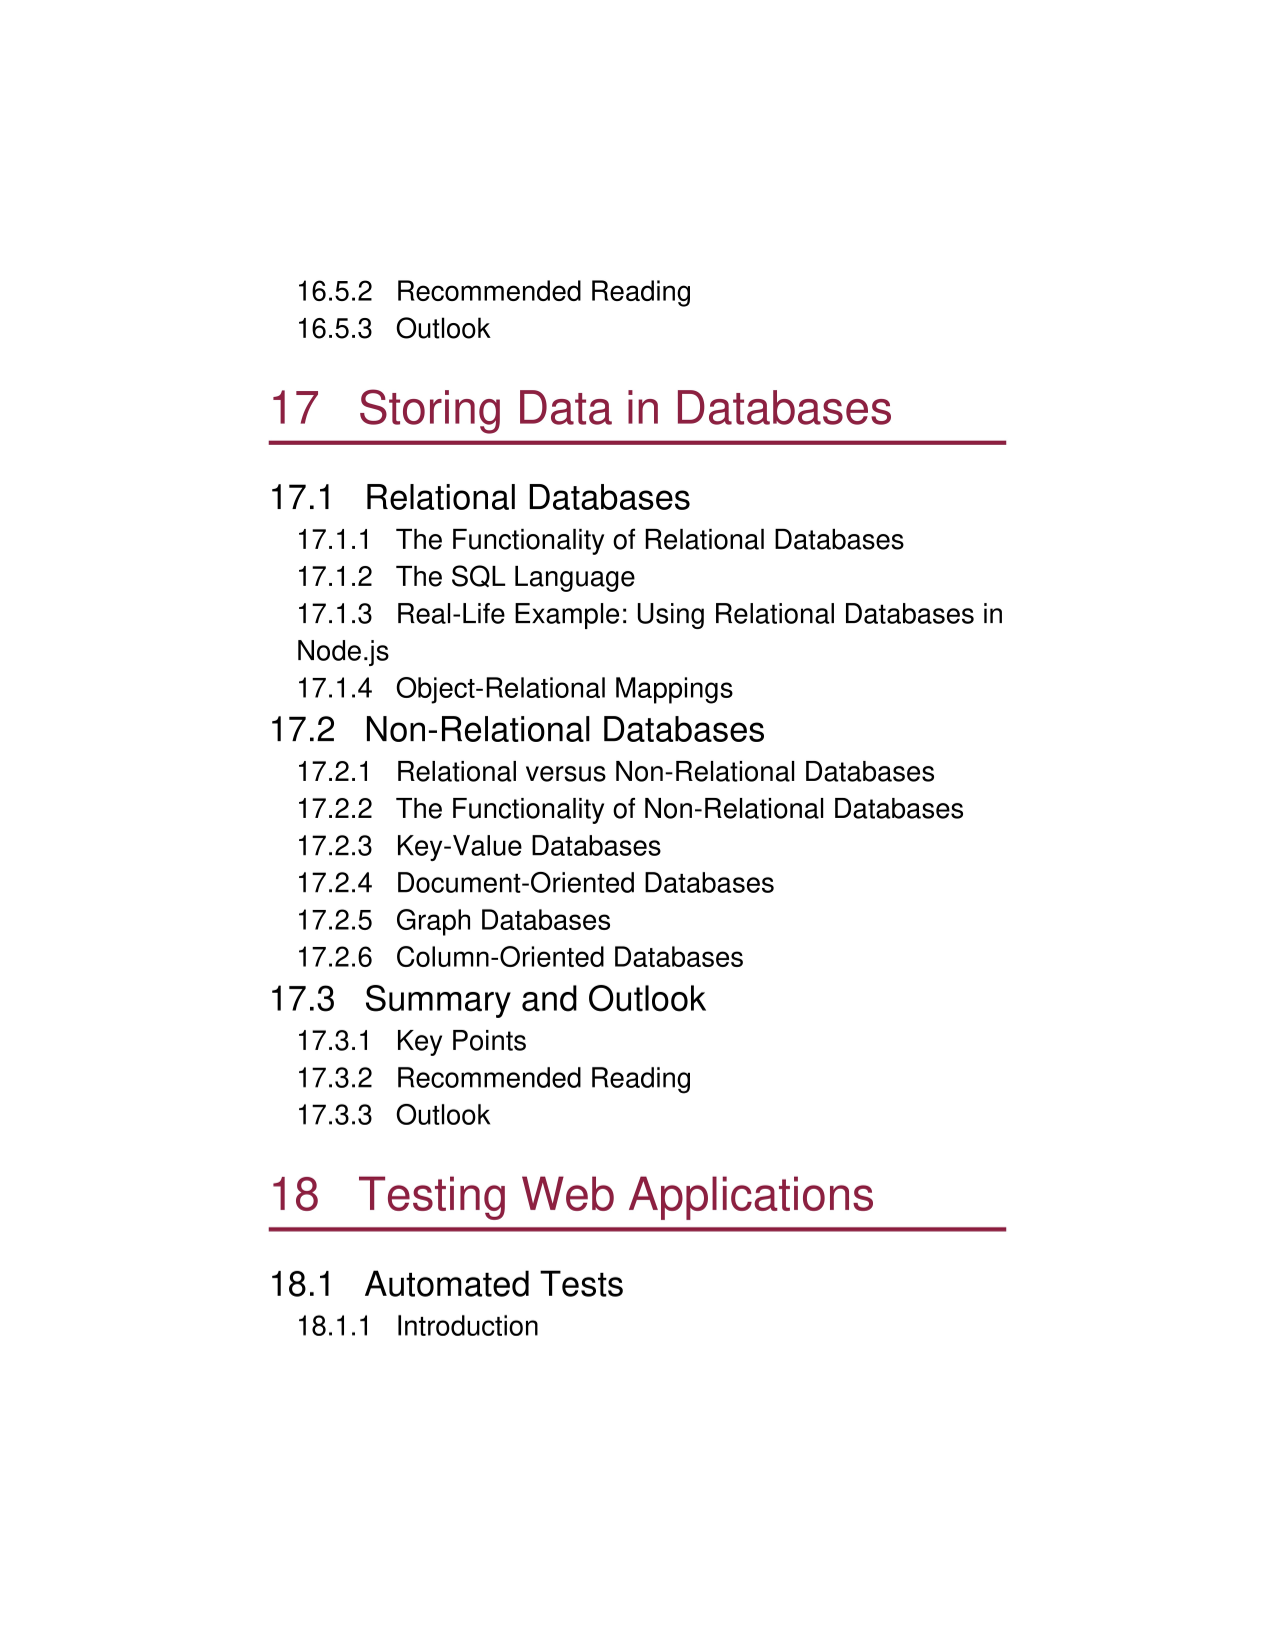 16.5.2 Recommended Reading
16.5.3 Outlook
17 Storing Data in Databases
17.1 Relational Databases
17.1.1 The Functionality of Relational Databases
17.1.2 The SQL Language
17.1.3 Real-Life Example: Using Relational Databases in
Node.js
17.1.4 Object-Relational Mappings
17.2 Non-Relational Databases
17.2.1 Relational versus Non-Relational Databases
17.2.2 The Functionality of Non-Relational Databases
17.2.3 Key-Value Databases
17.2.4 Document-Oriented Databases
17.2.5 Graph Databases
17.2.6 Column-Oriented Databases
17.3 Summary and Outlook
17.3.1 Key Points
17.3.2 Recommended Reading
17.3.3 Outlook
18 Testing Web Applications
18.1 Automated Tests
18.1.1 Introduction